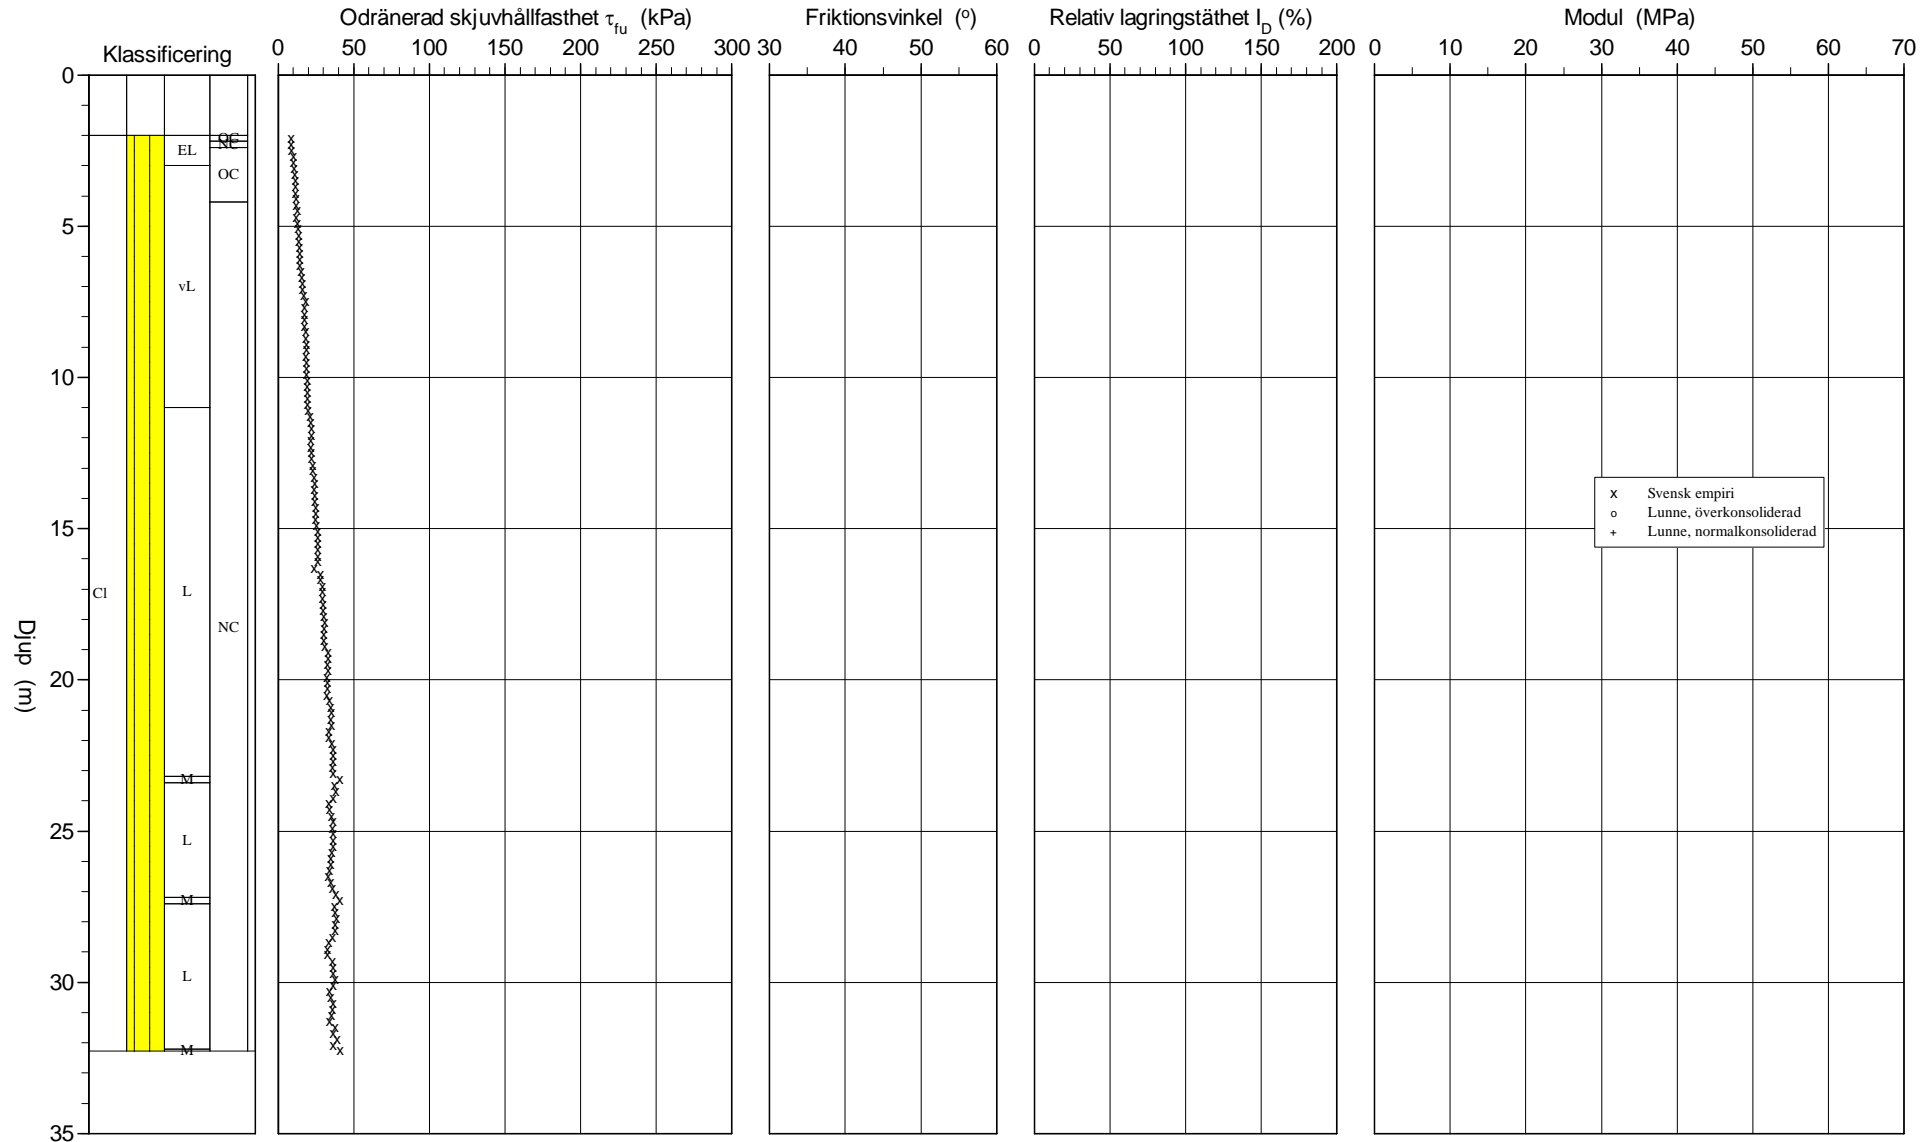 Odränerad skjuvhållfasthet τfu (kPa)
Friktionsvinkel (o)
Relativ lagringstäthet ID (%)
Modul (MPa)
Klassificering
0 50 100 150 200 250 300
30 40 50 60
0 50 100 150 200
0 10 20 30 40 50 60 70
0
OC
NC
EL
OC
5
vL
10
x Svensk empiri
o Lunne, överkonsoliderad
+ Lunne, normalkonsoliderad
15
Cl
L
NC
Djup (m)
20
M
25
L
M
L
30
M
35